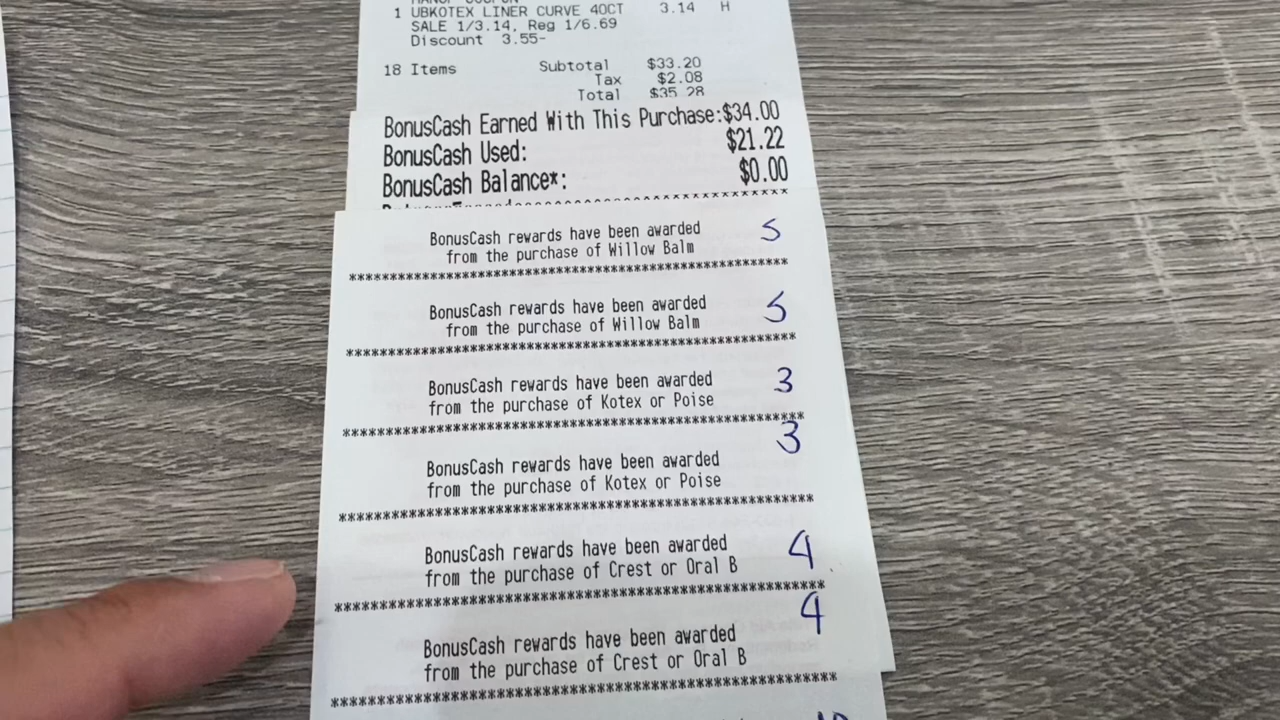 1 UBKOTEX LINER CURVE 40CT 3.14 H
SALE 1/3.14, Reg 1/6.69
Discount 3.55-
18 Items Subtotal $33.20
Tax $2.08
Total $35.28
BonusCash Earned With This Purchase:$34.00
BonusCash Used: $21.22
BonusCash Balance*: $0.00
BonusCash rewards have been awarded 5
from the purchase of Willow Balm
****************************************************
BonusCash rewards have been awarded 5
from the purchase of Willow Balm
****************************************************
BonusCash rewards have been awarded 3
from the purchase of Kotex or Poise
****************************************************
3
BonusCash rewards have been awarded
from the purchase of Kotex or Poise
****************************************************
BonusCash rewards have been awarded 4
from the purchase of Crest or Oral B
****************************************************
4
BonusCash rewards have been awarded
from the purchase of Crest or Oral B
****************************************************